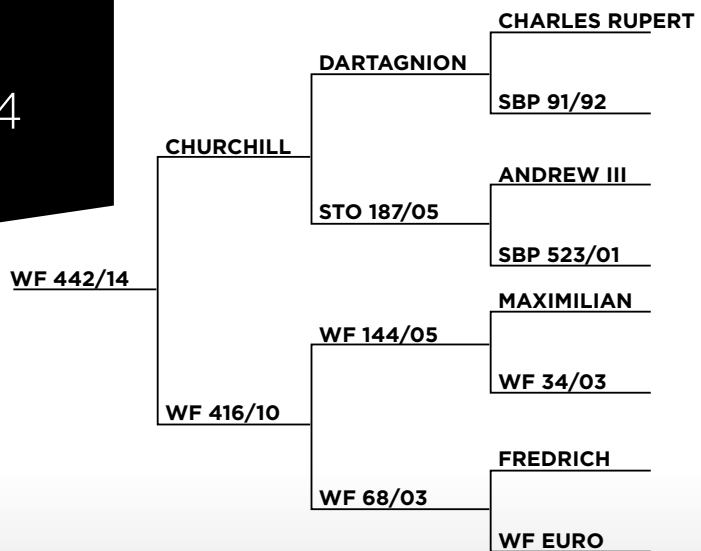 4
CHARLES RUPERT
DARTAGNION
SBP 91/92
CHURCHILL
ANDREW III
STO 187/05
SBP 523/01
WF 442/14
MAXIMILIAN
WF 144/05
WF 34/03
WF 416/10
FREDRICH
WF 68/03
WF EURO